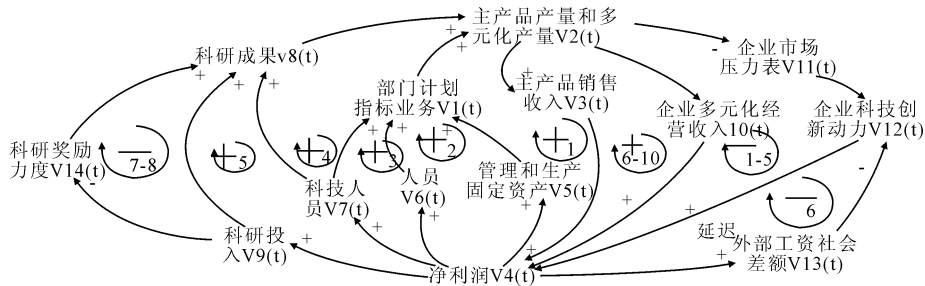 主产品产量和多
元化产量V2(t)
科研成果v8(t)
企业市场
压力表V11(t)
部门计划
指标业务V1(t)
主产品销售
收入V3(t)
企业多元化经
营收入10(t)
企业科技创
新动力V12(t)
科研奖励
力度V14(t)
7-8
5
4
3
2
1
6-10
1-5
科技人
员V7(t)
人员
V6(t)
管理和生产
固定资产V5(t)
6
科研投
入V9(t)
延迟
外部工资社会
差额V13(t)
净利润V4(t)